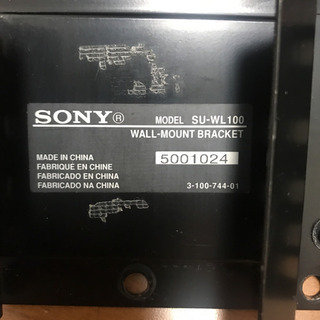 SONY® MODEL SU-WL100
WALL-MOUNT BRACKET
MADE IN CHINA 5001024
FABRIQUÉ EN CHINE
FABRICADO EN CHINA
FABRICADO NA CHINA 3-100-744-01